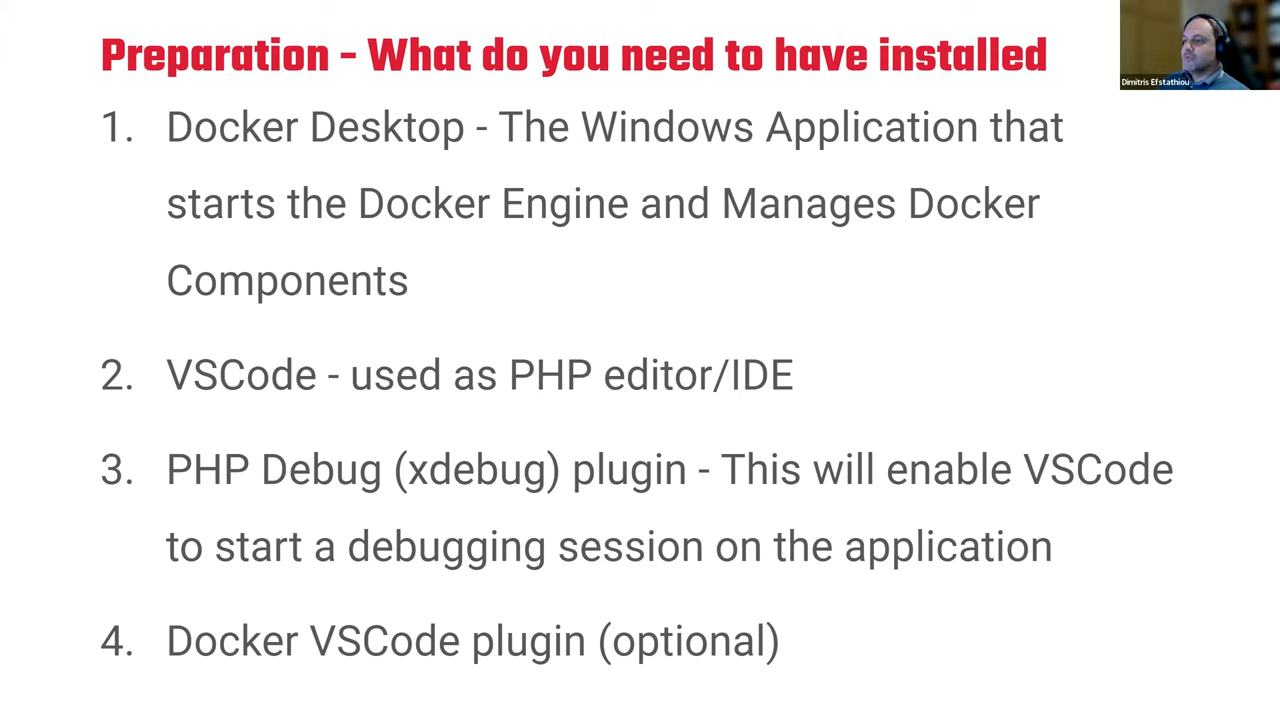 Preparation - What do you need to have installed
Dimitris Efstathiou
1. Docker Desktop - The Windows Application that
starts the Docker Engine and Manages Docker
Components
2. VSCode - used as PHP editor/IDE
3. PHP Debug (xdebug) plugin - This will enable VSCode
to start a debugging session on the application
4. Docker VSCode plugin (optional)